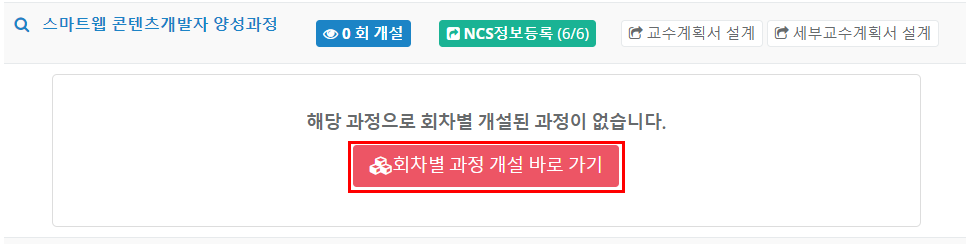 스마트웹 콘텐츠개발자 양성과정 0 회 개설 NCS정보등록 (6/6) 교수계획서 설계 세부교수계획서 설계
해당 과정으로 회차별 개설된 과정이 없습니다.
회차별 과정 개설 바로 가기